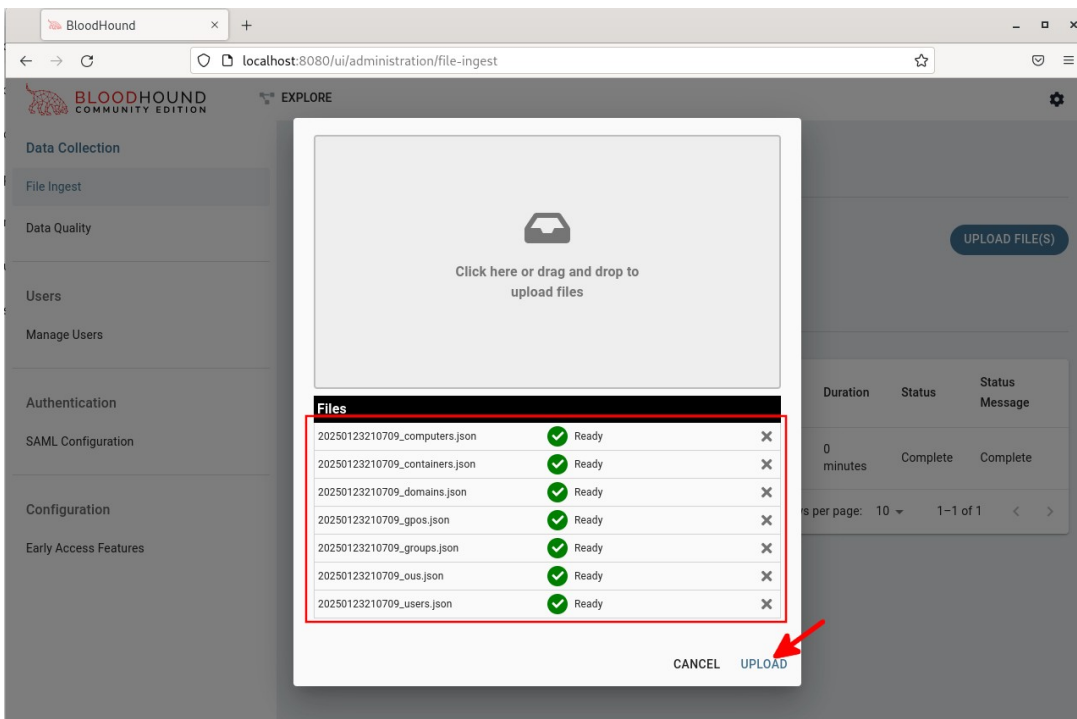 BloodHound
localhost:8080/ui/administration/file-ingest
BLOODHOUND
COMMUNITY EDITION
EXPLORE
Data Collection
File Ingest
Data Quality
Users
Manage Users
Authentication
SAML Configuration
Configuration
Early Access Features
UPLOAD FILE(S)
Click here or drag and drop to
upload files
Files
20250123210709_computers.json Ready
20250123210709_containers.json Ready
20250123210709_domains.json Ready
20250123210709_gpos.json Ready
20250123210709_groups.json Ready
20250123210709_ous.json Ready
20250123210709_users.json Ready
CANCEL UPLOAD
Duration Status Status
Message
0
minutes Complete Complete
per page: 10 1–1 of 1